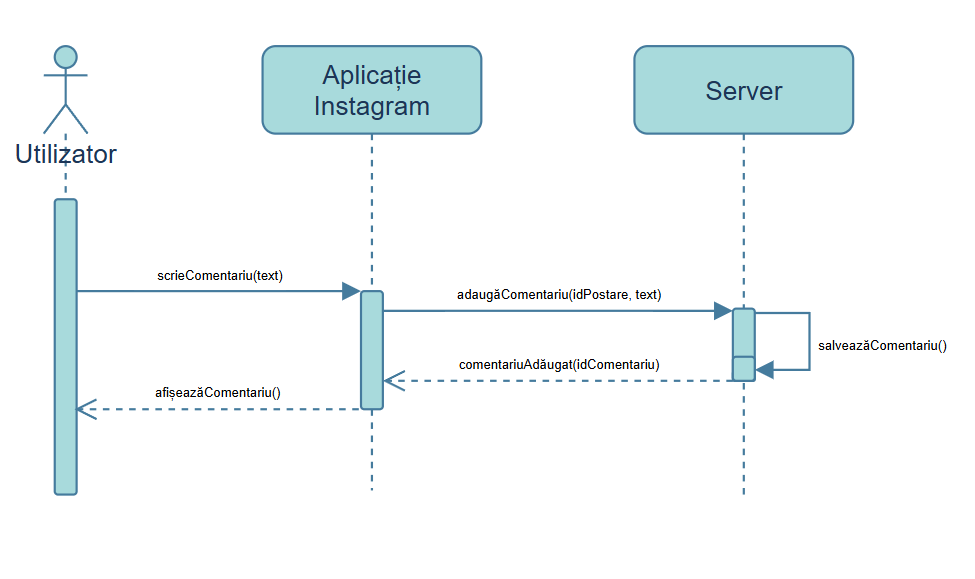 Utilizator
Aplicație
Instagram
Server
scrieComentariu(text)
adaugăComentariu(idPostare, text)
salveazăComentariu()
comentariuAdăugat(idComentariu)
afișeazăComentariu()